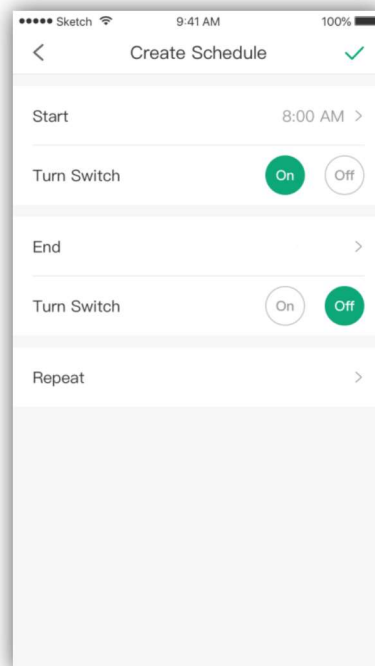 Sketch 9:41 AM 100%
Create Schedule
Start 8:00 AM
Turn Switch On Off
End
Turn Switch On Off
Repeat